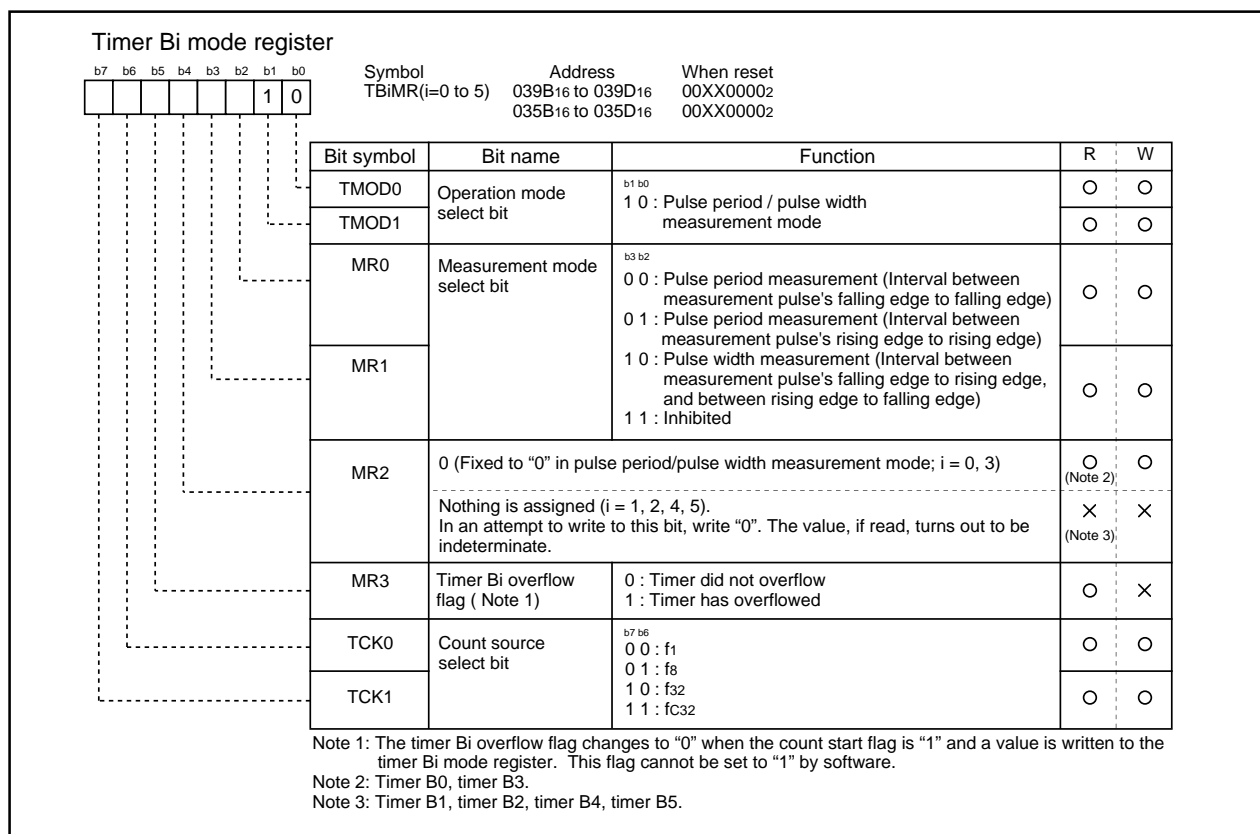 Timer Bi mode register
b7 b6 b5 b4 b3 b2 b1 b0
1 0
Symbol Address When reset
TBiMR(i=0 to 5) 039B16 to 039D16 00XX00002
035B16 to 035D16 00XX00002
Bit symbol Bit name Function R W
TMOD0
TMOD1
Operation mode
select bit
b1 b0
1 0 : Pulse period / pulse width
measurement mode
MR0
MR1
Measurement mode
select bit
b3 b2
0 0 : Pulse period measurement (Interval between
measurement pulse's falling edge to falling edge)
0 1 : Pulse period measurement (Interval between
measurement pulse's rising edge to rising edge)
1 0 : Pulse width measurement (Interval between
measurement pulse's falling edge to rising edge,
and between rising edge to falling edge)
1 1 : Inhibited
MR2
0 (Fixed to “0” in pulse period/pulse width measurement mode; i = 0, 3)
(Note 2)
Nothing is assigned (i = 1, 2, 4, 5).
In an attempt to write to this bit, write “0”. The value, if read, turns out to be
indeterminate.
(Note 3)
MR3
Timer Bi overflow
flag ( Note 1)
0 : Timer did not overflow
1 : Timer has overflowed
TCK0
TCK1
Count source
select bit
b7 b6
0 0 : f1
0 1 : f8
1 0 : f32
1 1 : fC32
Note 1: The timer Bi overflow flag changes to “0” when the count start flag is “1” and a value is written to the
timer Bi mode register. This flag cannot be set to “1” by software.
Note 2: Timer B0, timer B3.
Note 3: Timer B1, timer B2, timer B4, timer B5.